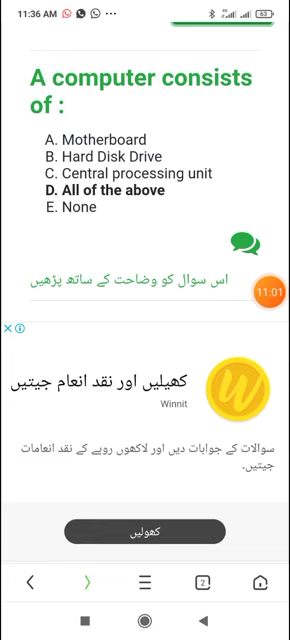 11:36 AM
4G
63
A computer consists
of :
A. Motherboard
B. Hard Disk Drive
C. Central processing unit
D. All of the above
E. None
اس سوال کو وضاحت کے ساتھ پڑھیں
11:01
کھیلیں اور نقد انعام جیتیں
Winnit
W
سوالات کے جوابات دیں اور لاکھوں روپے کے نقد انعامات
جیتیں۔
کھولیں
2